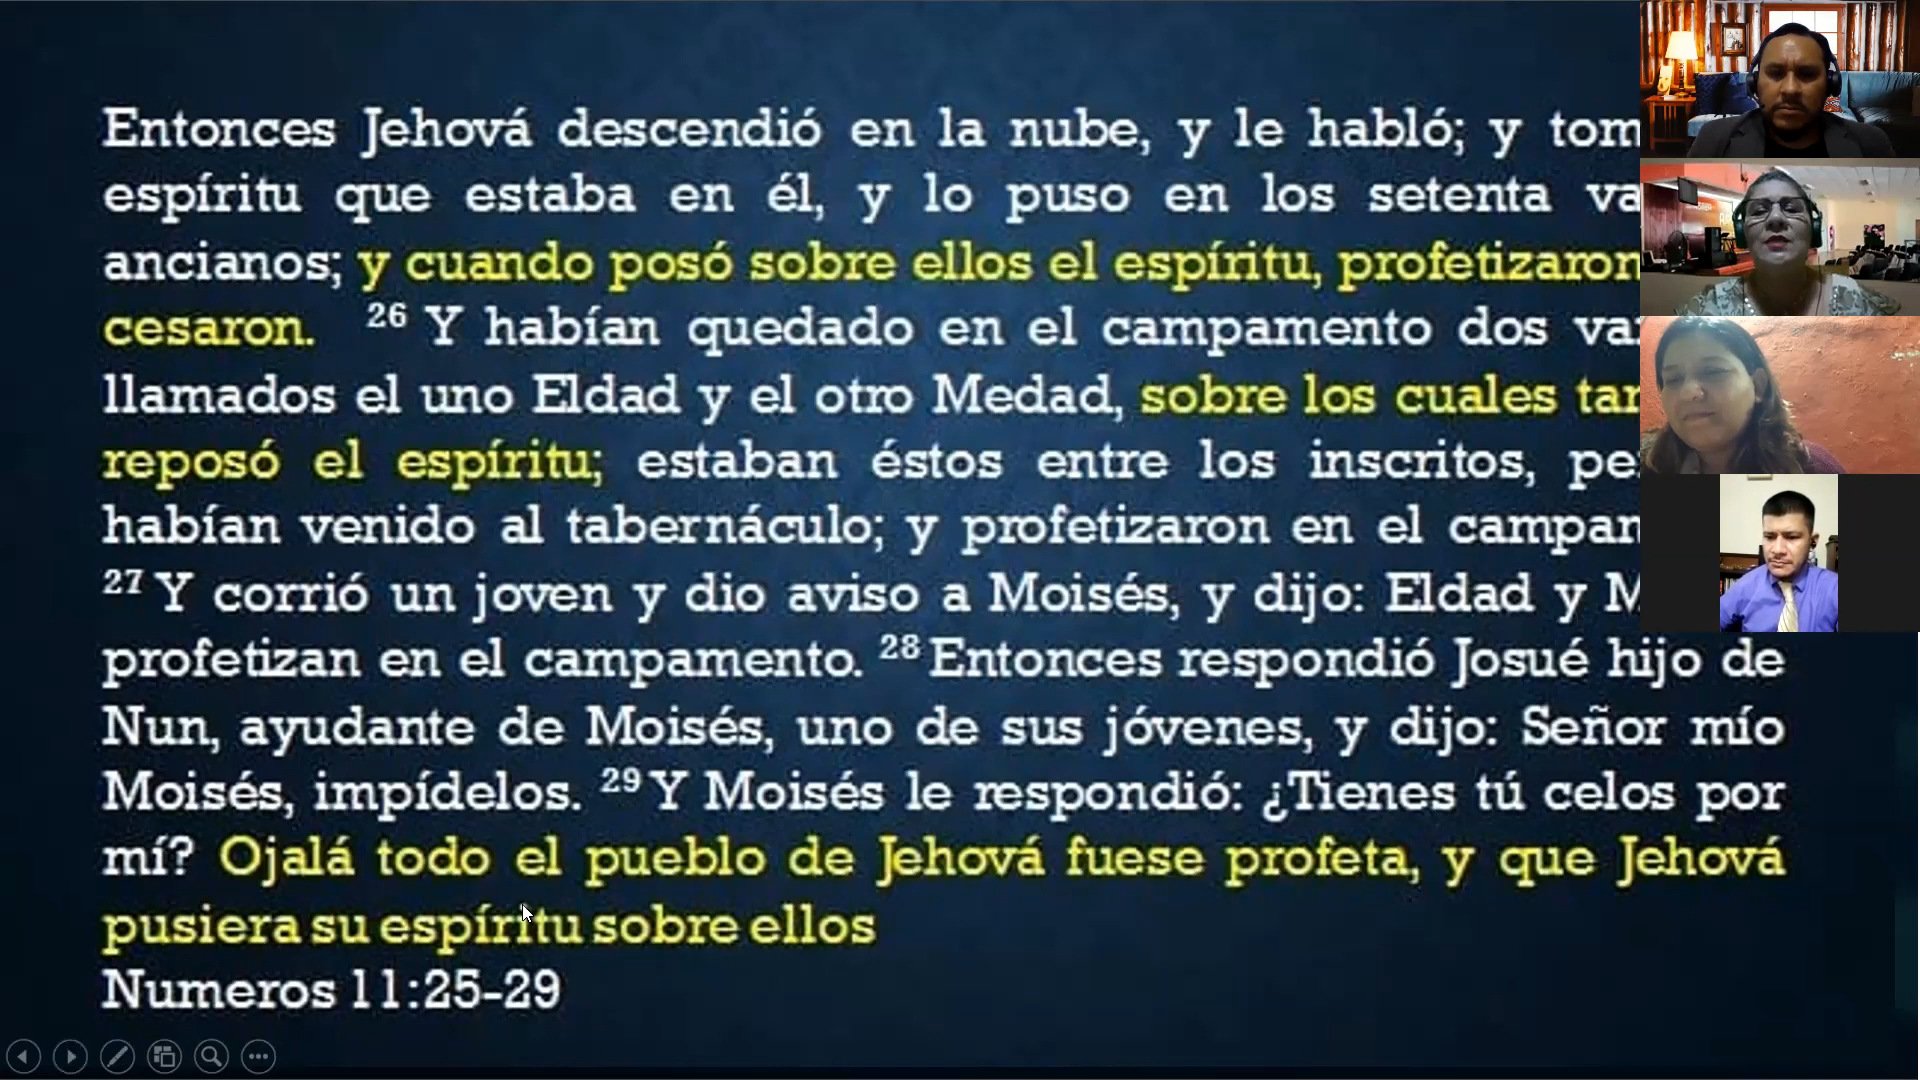 Entonces Jehová descendió en la nube, y le habló; y
espíritu que estaba en él, y lo puso en los setenta
ancianos; y cuando posó sobre ellos el espíritu, profetizaron
cesaron. 26 Y habían quedado en el campamento dos
llamados el uno Eldad y el otro Medad, sobre los cuales
reposó el espíritu; estaban éstos entre los inscritos,
habían venido al tabernáculo; y profetizaron en el
27 Y corrió un joven y dio aviso a Moisés, y dijo: Eldad y
profetizan en el campamento. 28 Entonces respondió Josué hijo de
Nun, ayudante de Moisés, uno de sus jóvenes, y dijo: Señor mío
Moisés, impídelos. 29 Y Moisés le respondió: ¿Tienes tú celos por
mí? Ojalá todo el pueblo de Jehová fuese profeta, y que Jehová
pusiera su espíritu sobre ellos
Numeros 11:25-29